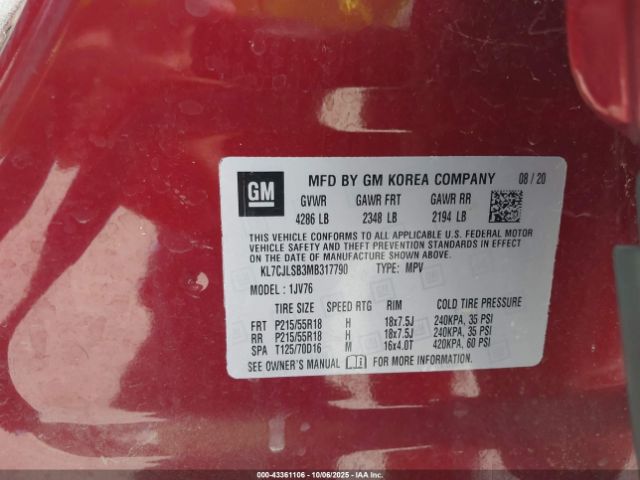 GM
MFD BY GM KOREA COMPANY 08 / 20
GVWR GAWR FRT GAWR RR
4286 LB 2348 LB 2194 LB
THIS VEHICLE CONFORMS TO ALL APPLICABLE U.S. FEDERAL MOTOR
VEHICLE SAFETY AND THEFT PREVENTION STANDARDS IN EFFECT ON
THE DATE OF MANUFACTURE SHOWN ABOVE.
KL7CJLSB3MB317790 TYPE: MPV
MODEL : 1JV76
TIRE SIZE SPEED RTG RIM COLD TIRE PRESSURE
FRT P215/55R18 H 18x7.5J 240KPA, 35 PSI
RR P215/55R18 H 18x7.5J 240KPA, 35 PSI
SPA T125/70D16 M 16x4.0T 420KPA, 60 PSI
SEE OWNER'S MANUAL FOR MORE INFORMATION.
000-43361106 - 10/06/2025 - COPART/IAA